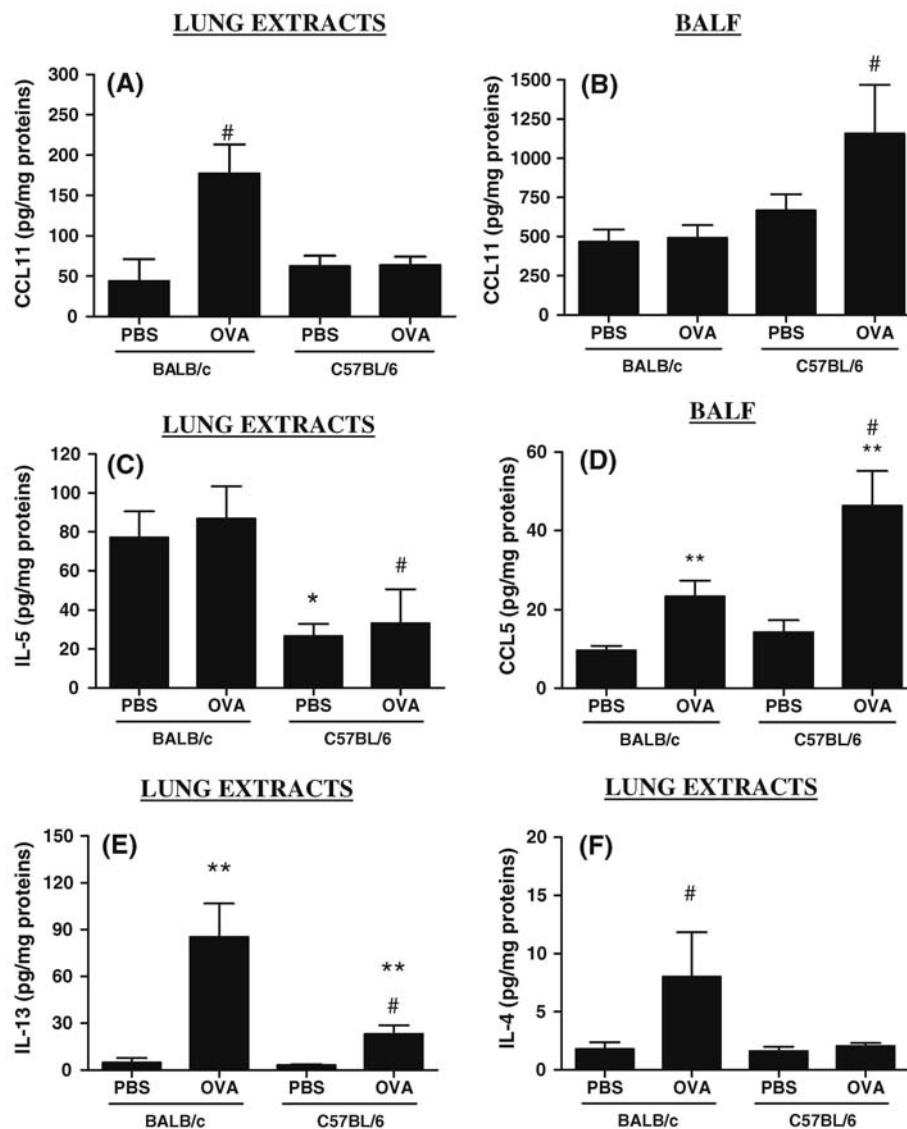 LUNG EXTRACTS
(A)
CCL11 (pg/mg proteins)
300
250
200
150
100
50
0
#
PBS OVA PBS OVA
BALB/c C57BL/6
BALF
(B)
CCL11 (pg/mg proteins)
1500
1250
1000
750
500
250
0
#
PBS OVA PBS OVA
BALB/c C57BL/6
LUNG EXTRACTS
(C)
IL-5 (pg/mg proteins)
120
100
80
60
40
20
0
* #
PBS OVA PBS OVA
BALB/c C57BL/6
BALF
(D)
CCL5 (pg/mg proteins)
60
40
20
0
#
** **
PBS OVA PBS OVA
BALB/c C57BL/6
LUNG EXTRACTS
(E)
IL-13 (pg/mg proteins)
150
120
90
60
30
0
** **
#
PBS OVA PBS OVA
BALB/c C57BL/6
LUNG EXTRACTS
(F)
IL-4 (pg/mg proteins)
20
15
10
5
0
#
PBS OVA PBS OVA
BALB/c C57BL/6